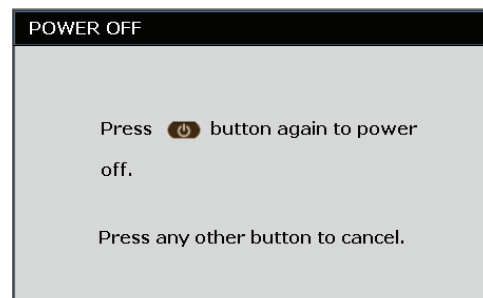 POWER OFF
Press button again to power
off.
Press any other button to cancel.